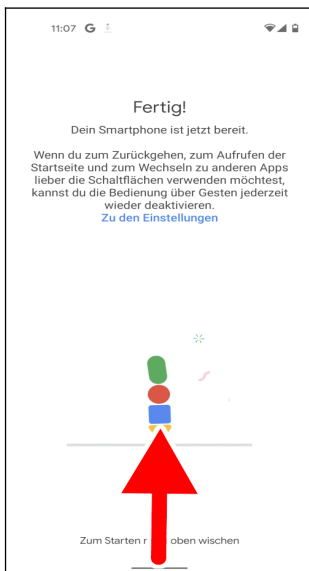 11:07 G
Fertig!
Dein Smartphone ist jetzt bereit.
Wenn du zum Zurückgehen, zum Aufrufen der
Startseite und zum Wechseln zu anderen Apps
lieber die Schaltflächen verwenden möchtest,
kannst du die Bedienung über Gesten jederzeit
wieder deaktivieren.
Zu den Einstellungen
Zum Starten oben wischen